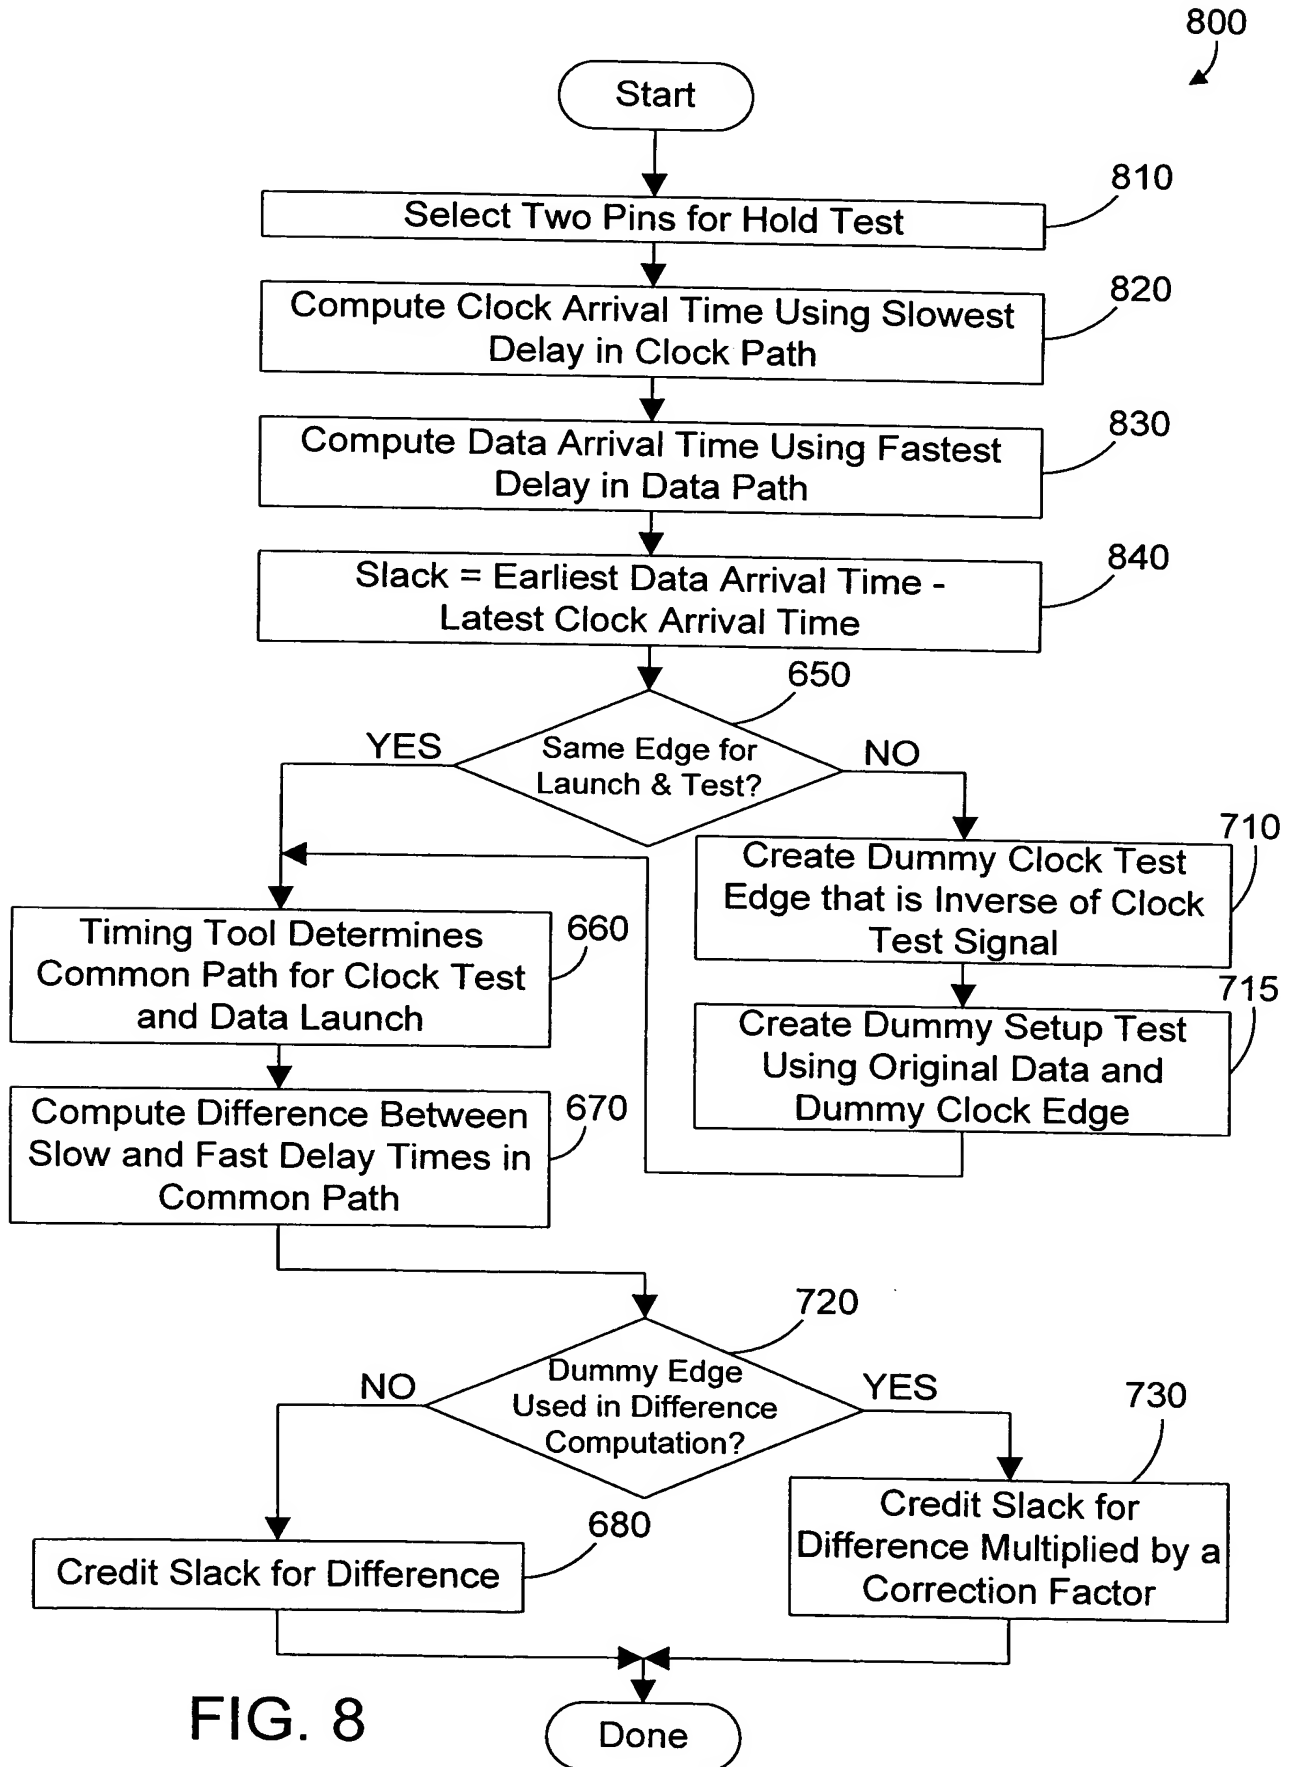 800
Start
810
Select Two Pins for Hold Test
820
Compute Clock Arrival Time Using Slowest
Delay in Clock Path
830
Compute Data Arrival Time Using Fastest
Delay in Data Path
840
Slack = Earliest Data Arrival Time -
Latest Clock Arrival Time
650
YES
Same Edge for
Launch & Test?
NO
710
Create Dummy Clock Test
Edge that is Inverse of Clock
Test Signal
660
Timing Tool Determines
Common Path for Clock Test
and Data Launch
715
Create Dummy Setup Test
Using Original Data and
Dummy Clock Edge
670
Compute Difference Between
Slow and Fast Delay Times in
Common Path
720
NO
Dummy Edge
Used in Difference
Computation?
YES
730
Credit Slack for
Difference Multiplied by a
Correction Factor
680
Credit Slack for Difference
FIG. 8
Done